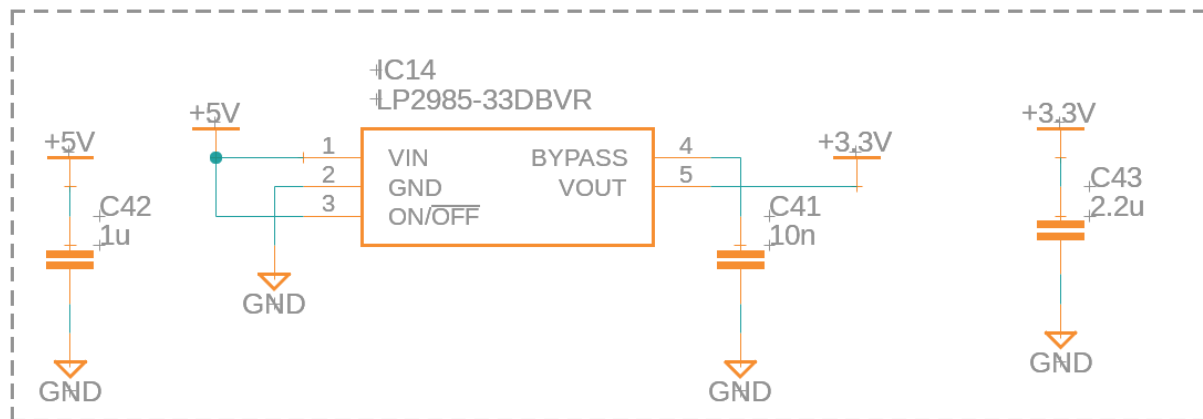 IC14
LP2985-33DBVR
+5V
+5V
+3.3V
+3.3V
1
VIN
BYPASS
4
2
GND
VOUT
5
3
ON/OFF
C42
1u
C41
10n
C43
2.2u
GND
GND
GND
GND